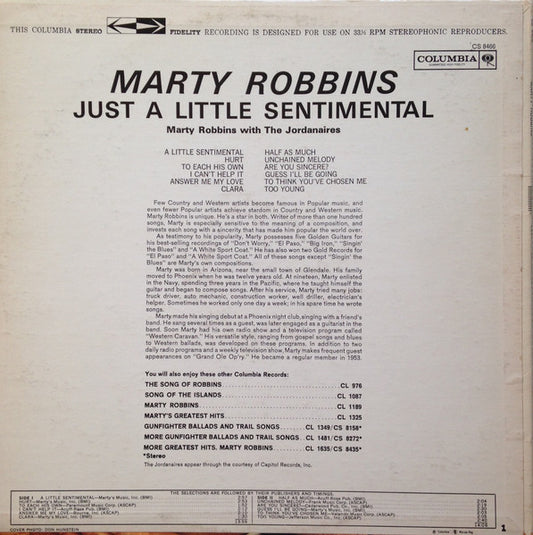 THIS COLUMBIA STEREO FIDELITY RECORDING IS DESIGNED FOR USE ON 33⅓ RPM STEREOPHONIC REPRODUCERS.
CS 8466
COLUMBIA
MARTY ROBBINS
JUST A LITTLE SENTIMENTAL
Marty Robbins with The Jordanaires
A LITTLE SENTIMENTAL HALF AS MUCH
HURT UNCHAINED MELODY
TO EACH HIS OWN ARE YOU SINCERE?
I CAN'T HELP IT GUESS I'LL BE GOING
ANSWER ME MY LOVE TO THINK YOU'VE CHOSEN ME
CLARA TOO YOUNG
Few Country and Western artists become famous in Popular music, and
even fewer Popular artists achieve stardom in Country and Western music.
Marty Robbins is unique. He's a star in both. Writer of more than one hundred
songs, Marty is especially sensitive to the meaning of a composition, and
invests each song with a sincerity that has made him popular the world over.
As testimony to his popularity, Marty possesses five Golden Guitars for
his best-selling recordings of "Don't Worry," "El Paso," "Big Iron," "Singin'
the Blues" and "A White Sport Coat." He has also won two Gold Records for
"El Paso" and "A White Sport Coat." All of these songs except "Singin' the
Blues" are Marty's own compositions.
Marty was born in Arizona, near the small town of Glendale. His family
moved to Phoenix when he was twelve years old. At nineteen, Marty enlisted
in the Navy, spending three years in the Pacific, where he taught himself the
guitar and began to compose songs. After his service, Marty tried many jobs:
truck driver, auto mechanic, construction worker, well driller, electrician's
helper. Sometimes he worked only one day a week; in his spare time he wrote
songs.
Marty made his singing debut at a Phoenix night club, singing with a friend's
band. He sang several times as a guest, was later engaged as a guitarist in the
band. Soon Marty had his own radio show and a television program called
"Western Caravan." His versatile style, ranging from gospel songs and blues
to Western ballads, was developed on these programs. In addition to two
daily radio programs and a weekly television show, Marty makes frequent guest
appearances on "Grand Ole Op'ry." He became a regular member in 1953.
You will also enjoy these other Columbia Records:
THE SONG OF ROBBINS CL 976
SONG OF THE ISLANDS CL 1087
MARTY ROBBINS CL 1189
MARTY'S GREATEST HITS CL 1325
GUNFIGHTER BALLADS AND TRAIL SONGS CL 1349/CS 8158*
MORE GUNFIGHTER BALLADS AND TRAIL SONGS CL 1481/CS 8272*
MORE GREATEST HITS. MARTY ROBBINS CL 1635/CS 8435*
*Stereo
The Jordanaires appear through the courtesy of Capitol Records, Inc.
THE SELECTIONS ARE FOLLOWED BY THEIR PUBLISHERS AND TIMINGS.
SIDE I A LITTLE SENTIMENTAL—Marty's Music, Inc. (BMI) SIDE II HALF AS MUCH—Acuff-Rose Pub. (BMI)
COVER PHOTO: DON HUNSTEIN
1